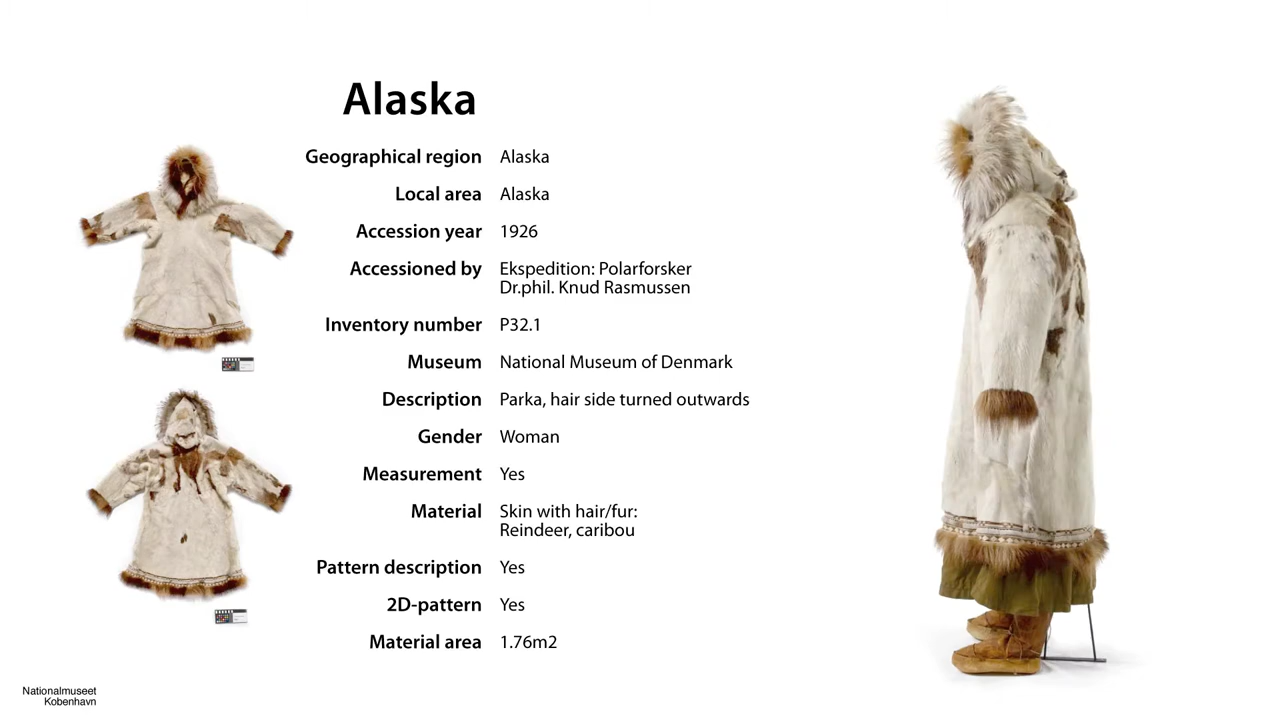 Alaska
Geographical region Alaska
Local area Alaska
Accession year 1926
Accessioned by Ekspedition: Polarforsker
Dr.phil. Knud Rasmussen
Inventory number P32.1
Museum National Museum of Denmark
Description Parka, hair side turned outwards
Gender Woman
Measurement Yes
Material Skin with hair/fur:
Reindeer, caribou
Pattern description Yes
2D-pattern Yes
Material area 1.76m2
Nationalmuseet
Kobenhavn